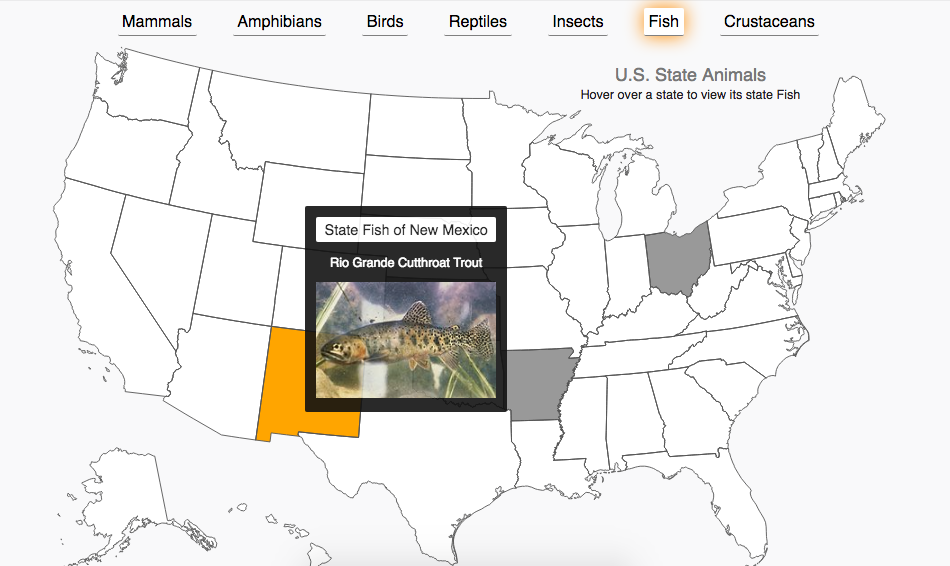 Mammals
Amphibians
Birds
Reptiles
Insects
Fish
Crustaceans
U.S. State Animals
Hover over a state to view its state Fish
State Fish of New Mexico
Rio Grande Cutthroat Trout